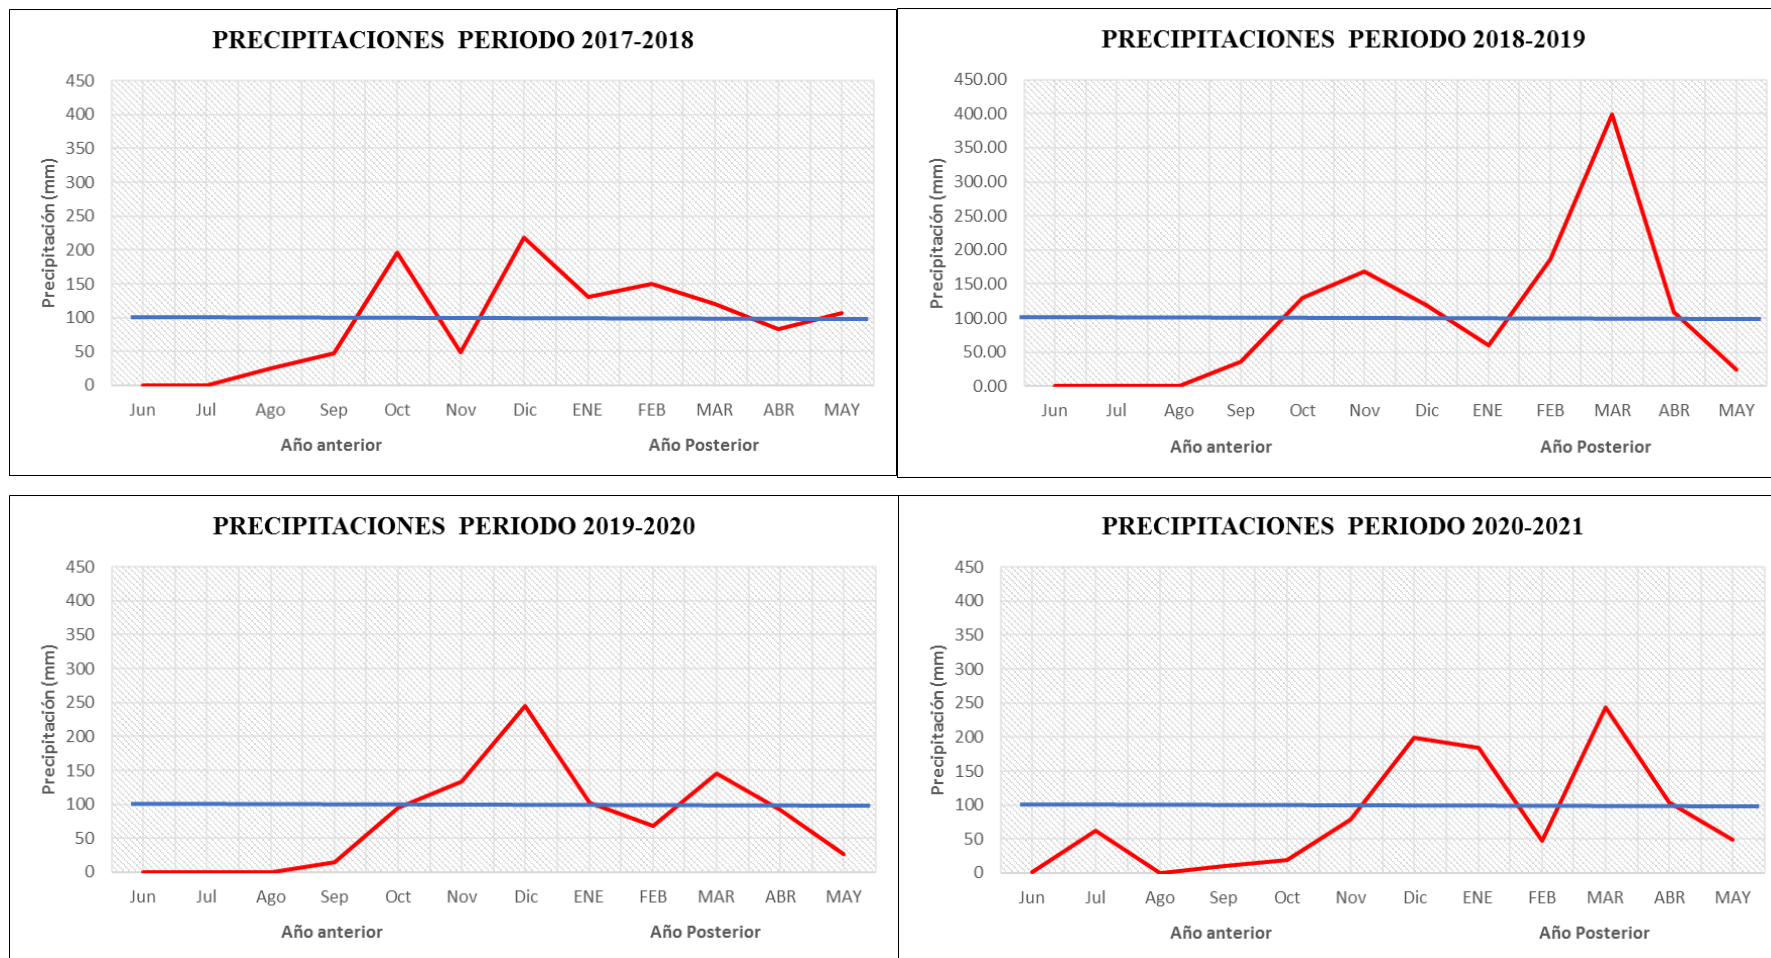 PRECIPITACIONES PERIODO 2017-2018
450
400
350
300
250
200
150
100
50
0
Precipitación (mm)
Jun Jul Ago Sep Oct Nov Dic ENE FEB MAR ABR MAY
Año anterior Año Posterior
PRECIPITACIONES PERIODO 2018-2019
450.00
400.00
350.00
300.00
250.00
200.00
150.00
100.00
50.00
0.00
Precipitación (mm)
Jun Jul Ago Sep Oct Nov Dic ENE FEB MAR ABR MAY
Año anterior Año Posterior
PRECIPITACIONES PERIODO 2019-2020
450
400
350
300
250
200
150
100
50
0
Precipitación (mm)
Jun Jul Ago Sep Oct Nov Dic ENE FEB MAR ABR MAY
Año anterior Año Posterior
PRECIPITACIONES PERIODO 2020-2021
450
400
350
300
250
200
150
100
50
0
Precipitación (mm)
Jun Jul Ago Sep Oct Nov Dic ENE FEB MAR ABR MAY
Año anterior Año Posterior